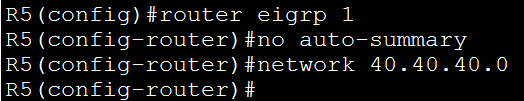 R5(config)#router eigrp 1
R5(config-router)#no auto-summary
R5(config-router)#network 40.40.40.0
R5(config-router)#